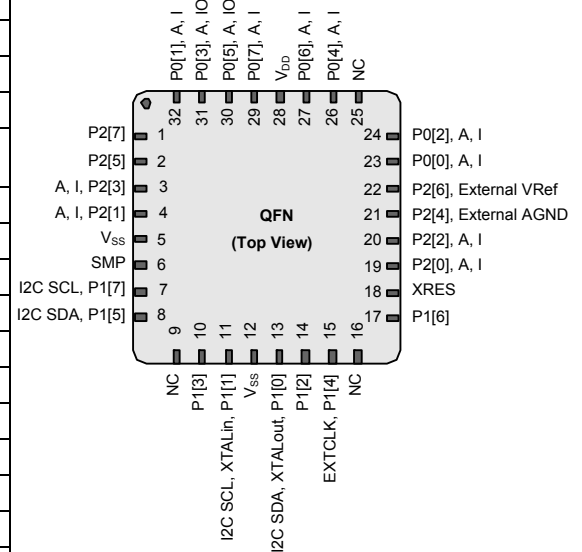 P0[1], A, I
P0[3], A, IO
P0[5], A, IO
P0[7], A, I
VDD
P0[6], A, I
P0[4], A, I
NC
32
31
30
29
28
27
26
25
P2[7] 1
P2[5] 2
A, I, P2[3] 3
A, I, P2[1] 4
VSS 5
SMP 6
I2C SCL, P1[7] 7
I2C SDA, P1[5] 8
QFN
(Top View)
24 P0[2], A, I
23 P0[0], A, I
22 P2[6], External VRef
21 P2[4], External AGND
20 P2[2], A, I
19 P2[0], A, I
18 XRES
17 P1[6]
9
10
11
12
13
14
15
16
NC
P1[3]
I2C SCL, XTALin, P1[1]
VSS
I2C SDA, XTALout, P1[0]
P1[2]
EXTCLK, P1[4]
NC